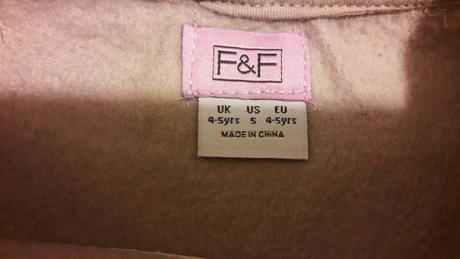 F&F
UK US EU
4-5yrs 5 4-5yrs
MADE IN CHINA